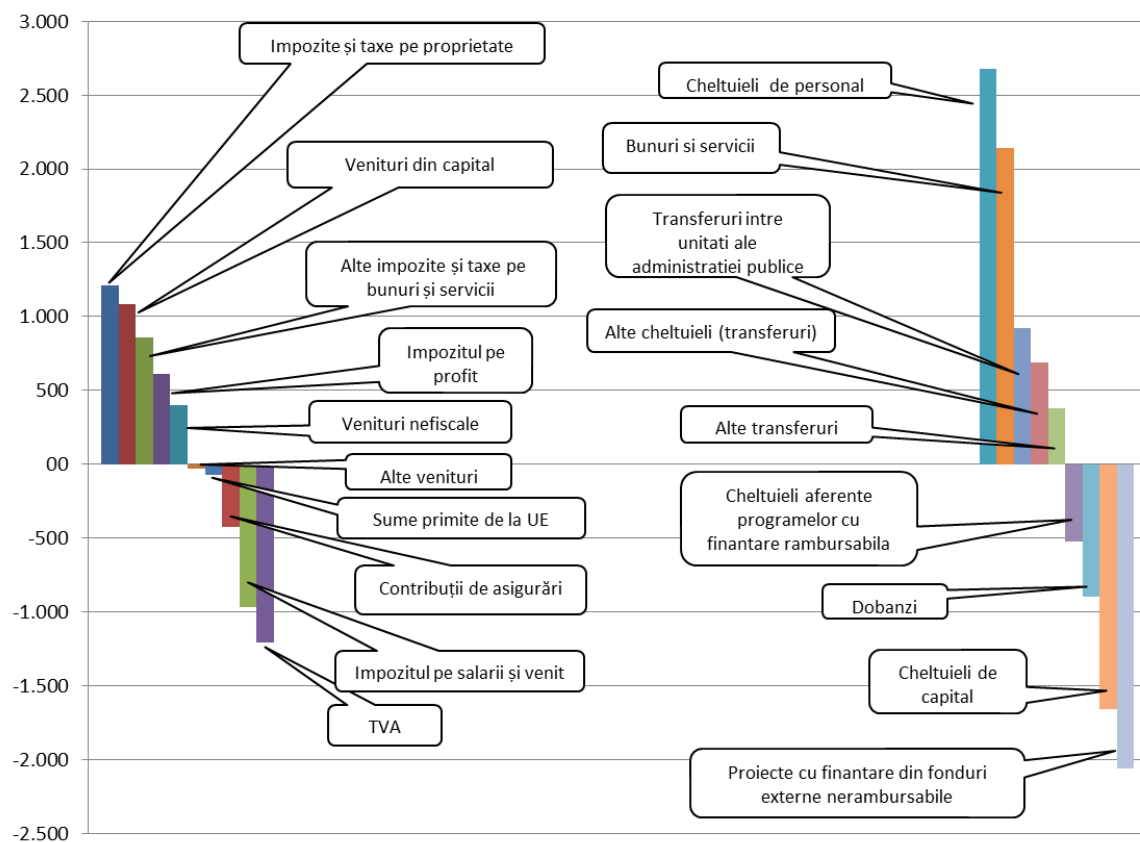 3.000
2.500
2.000
1.500
1.000
500
00
-500
-1.000
-1.500
-2.000
-2.500
Impozite și taxe pe proprietate
Venituri din capital
Alte impozite și taxe pe
bunuri și servicii
Impozitul pe
profit
Venituri nefiscale
Alte venituri
Sume primite de la UE
Contribuții de asigurări
Impozitul pe salarii și venit
TVA
Cheltuieli de personal
Bunuri si servicii
Transferuri intre
unitati ale
administratiei publice
Alte cheltuieli (transferuri)
Alte transferuri
Cheltuieli aferente
programelor cu
finantare rambursabila
Dobanzi
Cheltuieli de
capital
Proiecte cu finantare din fonduri
externe nerambursabile